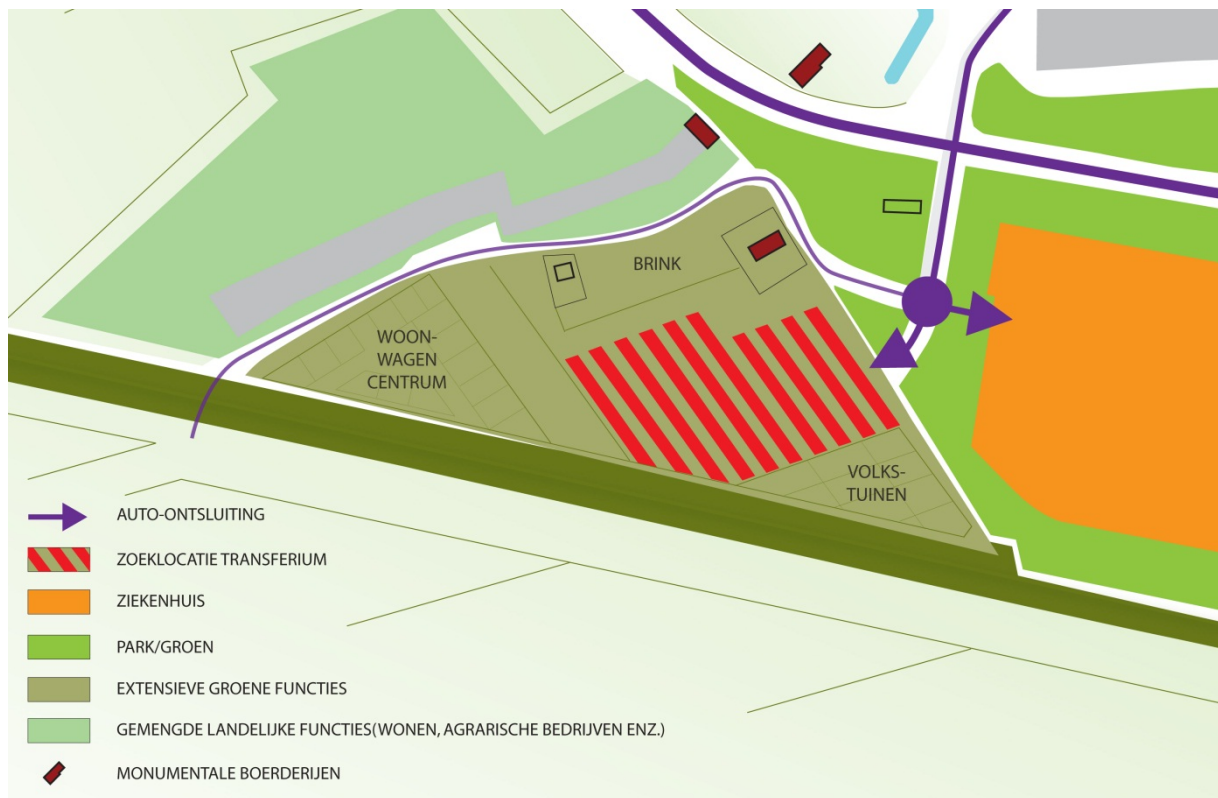 BRINK
WOON-
WAGEN
CENTRUM
VOLKS-
TUINEN
AUTO-ONTSLUITING
ZOEKLOCATIE TRANSFERIUM
ZIEKENHUIS
PARK/GROEN
EXTENSIEVE GROENE FUNCTIES
GEMENGDE LANDELIJKE FUNCTIES(WONEN, AGRARISCHE BEDRIJVEN ENZ.)
MONUMENTALE BOERDERIJEN